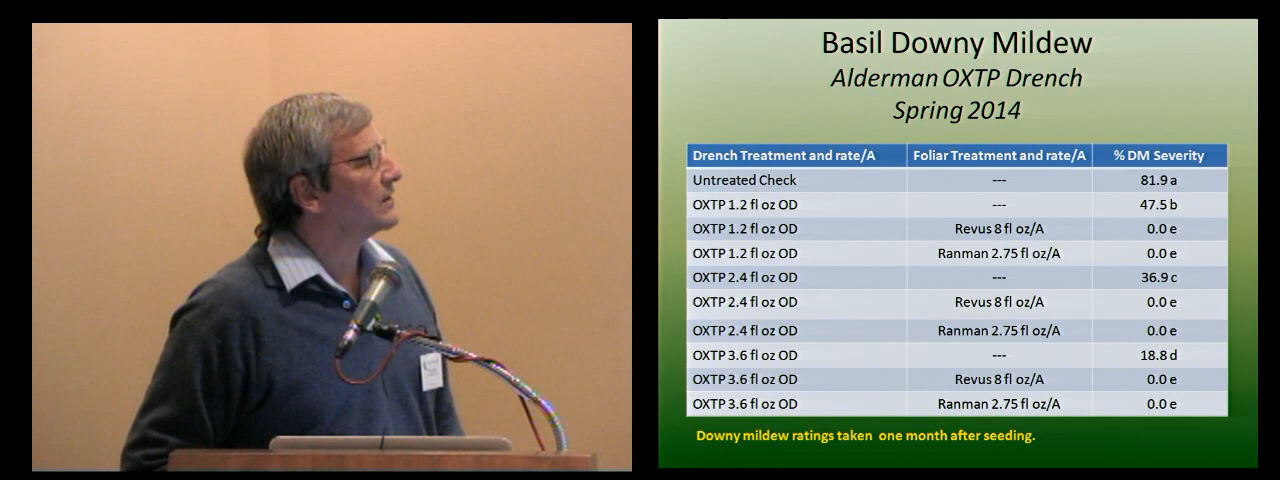 Basil Downy Mildew
Alderman OXTP Drench
Spring 2014
Drench Treatment and rate/A Foliar Treatment and rate/A % DM Severity
Untreated Check --- 81.9 a
OXTP 1.2 fl oz OD --- 47.5 b
OXTP 1.2 fl oz OD Revus 8 fl oz/A 0.0 e
OXTP 1.2 fl oz OD Ranman 2.75 fl oz/A 0.0 e
OXTP 2.4 fl oz OD --- 36.9 c
OXTP 2.4 fl oz OD Revus 8 fl oz/A 0.0 e
OXTP 2.4 fl oz OD Ranman 2.75 fl oz/A 0.0 e
OXTP 3.6 fl oz OD --- 18.8 d
OXTP 3.6 fl oz OD Revus 8 fl oz/A 0.0 e
OXTP 3.6 fl oz OD Ranman 2.75 fl oz/A 0.0 e
Downy mildew ratings taken one month after seeding.